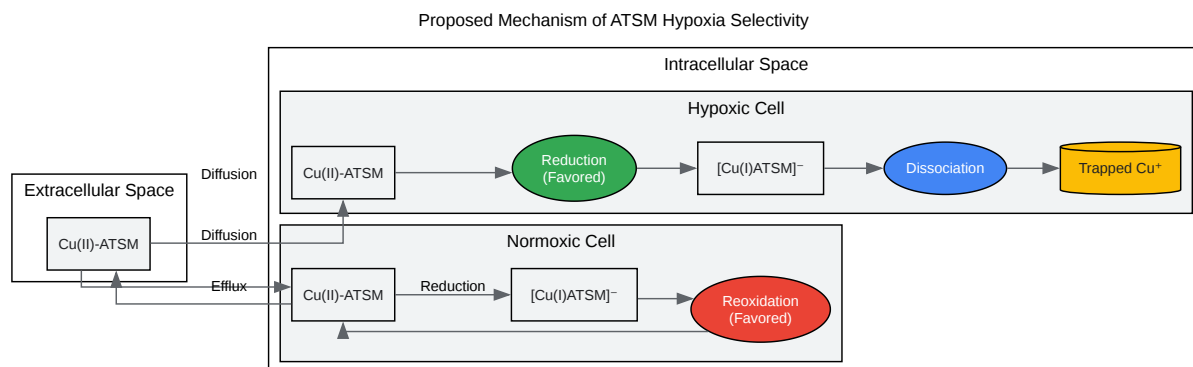 Proposed Mechanism of ATSM Hypoxia Selectivity
Intracellular Space
Hypoxic Cell
Cu(II)-ATSM
Reduction
(Favored)
[Cu(I)ATSM]⁻
Dissociation
Trapped Cu⁺
Diffusion
Extracellular Space
Cu(II)-ATSM
Diffusion
Efflux
Normoxic Cell
Cu(II)-ATSM
Reduction
[Cu(I)ATSM]⁻
Reoxidation
(Favored)